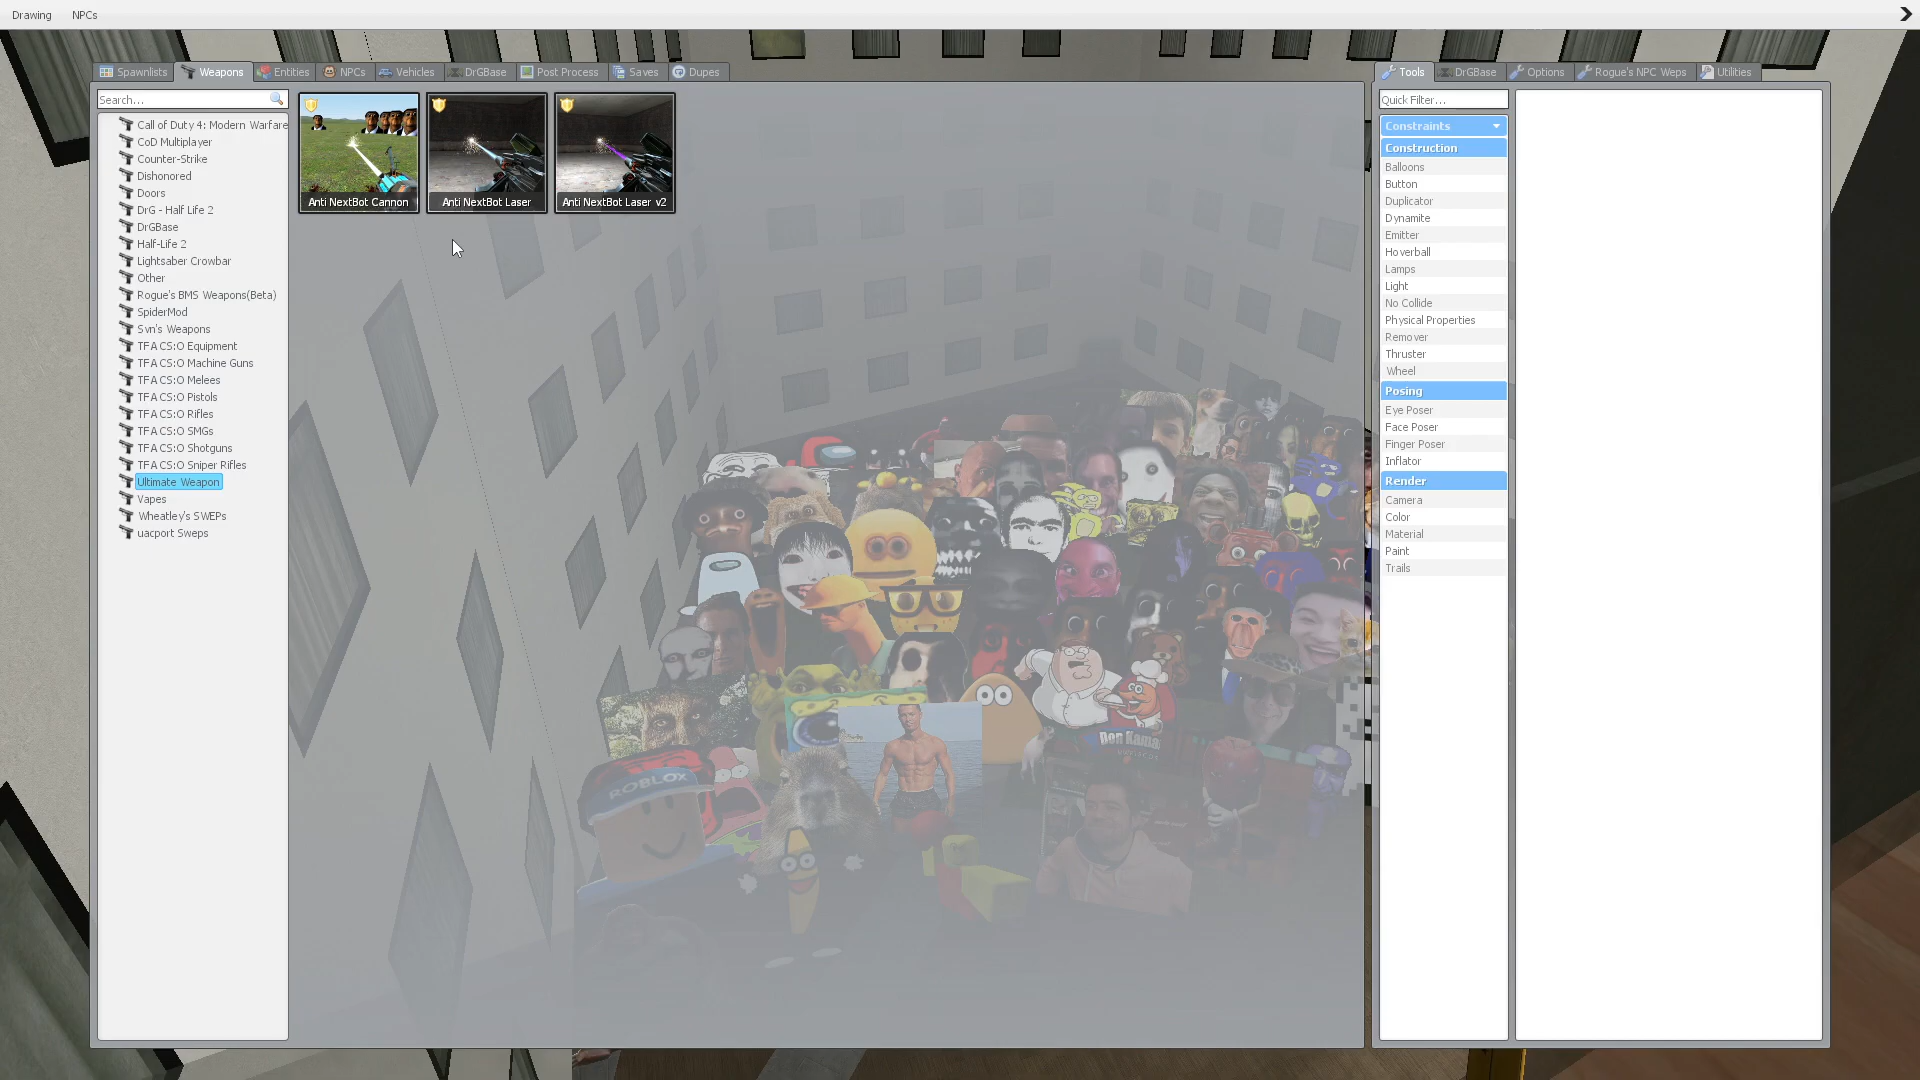 Drawing NPCs
Spawnlists Weapons Entities NPCs Vehicles DrGBase Post Process Saves Dupes
Search...
Call of Duty 4: Modern Warfare
CoD Multiplayer
Counter-Strike
Dishonored
Doors
DrG - Half Life 2
DrGBase
Half-Life 2
Lightsaber Crowbar
Other
Rogue's BMS Weapons(Beta)
SpiderMod
Svn's Weapons
TFA CS:O Equipment
TFA CS:O Machine Guns
TFA CS:O Melees
TFA CS:O Pistols
TFA CS:O Rifles
TFA CS:O SMGs
TFA CS:O Shotguns
TFA CS:O Sniper Rifles
Ultimate Weapon
Vapes
Wheatley's SWEPs
uacport Sweps
Anti NextBot Cannon
Anti NextBot Laser
Anti NextBot Laser v2
ROBLOX
Tools DrGBase Options Rogue's NPC Weps Utilities
Quick Filter...
Constraints
Construction
Balloons
Button
Duplicator
Dynamite
Emitter
Hoverball
Lamps
Light
No Collide
Physical Properties
Remover
Thruster
Wheel
Posing
Eye Poser
Face Poser
Finger Poser
Inflator
Render
Camera
Color
Material
Paint
Trails